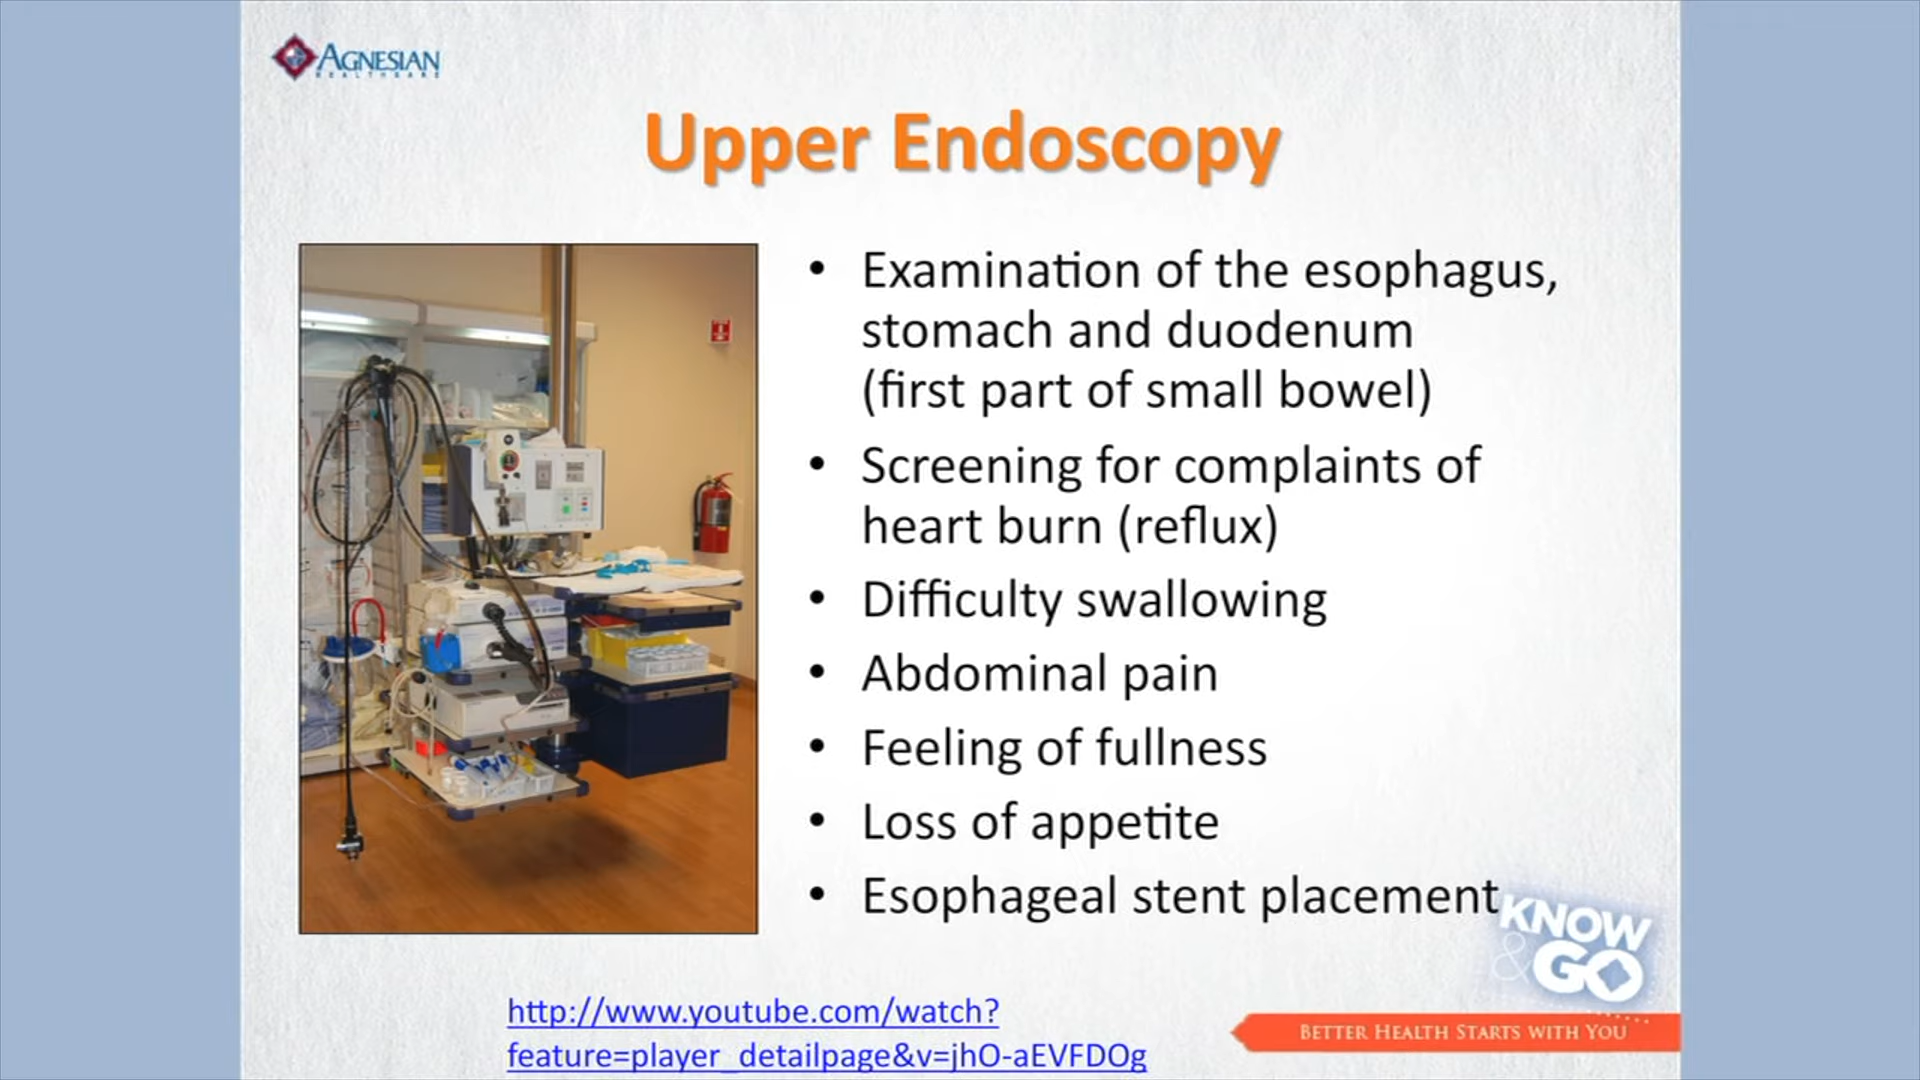 AGNESIAN
HEALTHCARE
Upper Endoscopy
• Examination of the esophagus,
stomach and duodenum
(first part of small bowel)
• Screening for complaints of
heart burn (reflux)
• Difficulty swallowing
• Abdominal pain
• Feeling of fullness
• Loss of appetite
• Esophageal stent placement
KNOW
& GO
http://www.youtube.com/watch?
feature=player_detailpage&v=jhO-aEVFDOg
BETTER HEALTH STARTS WITH YOU